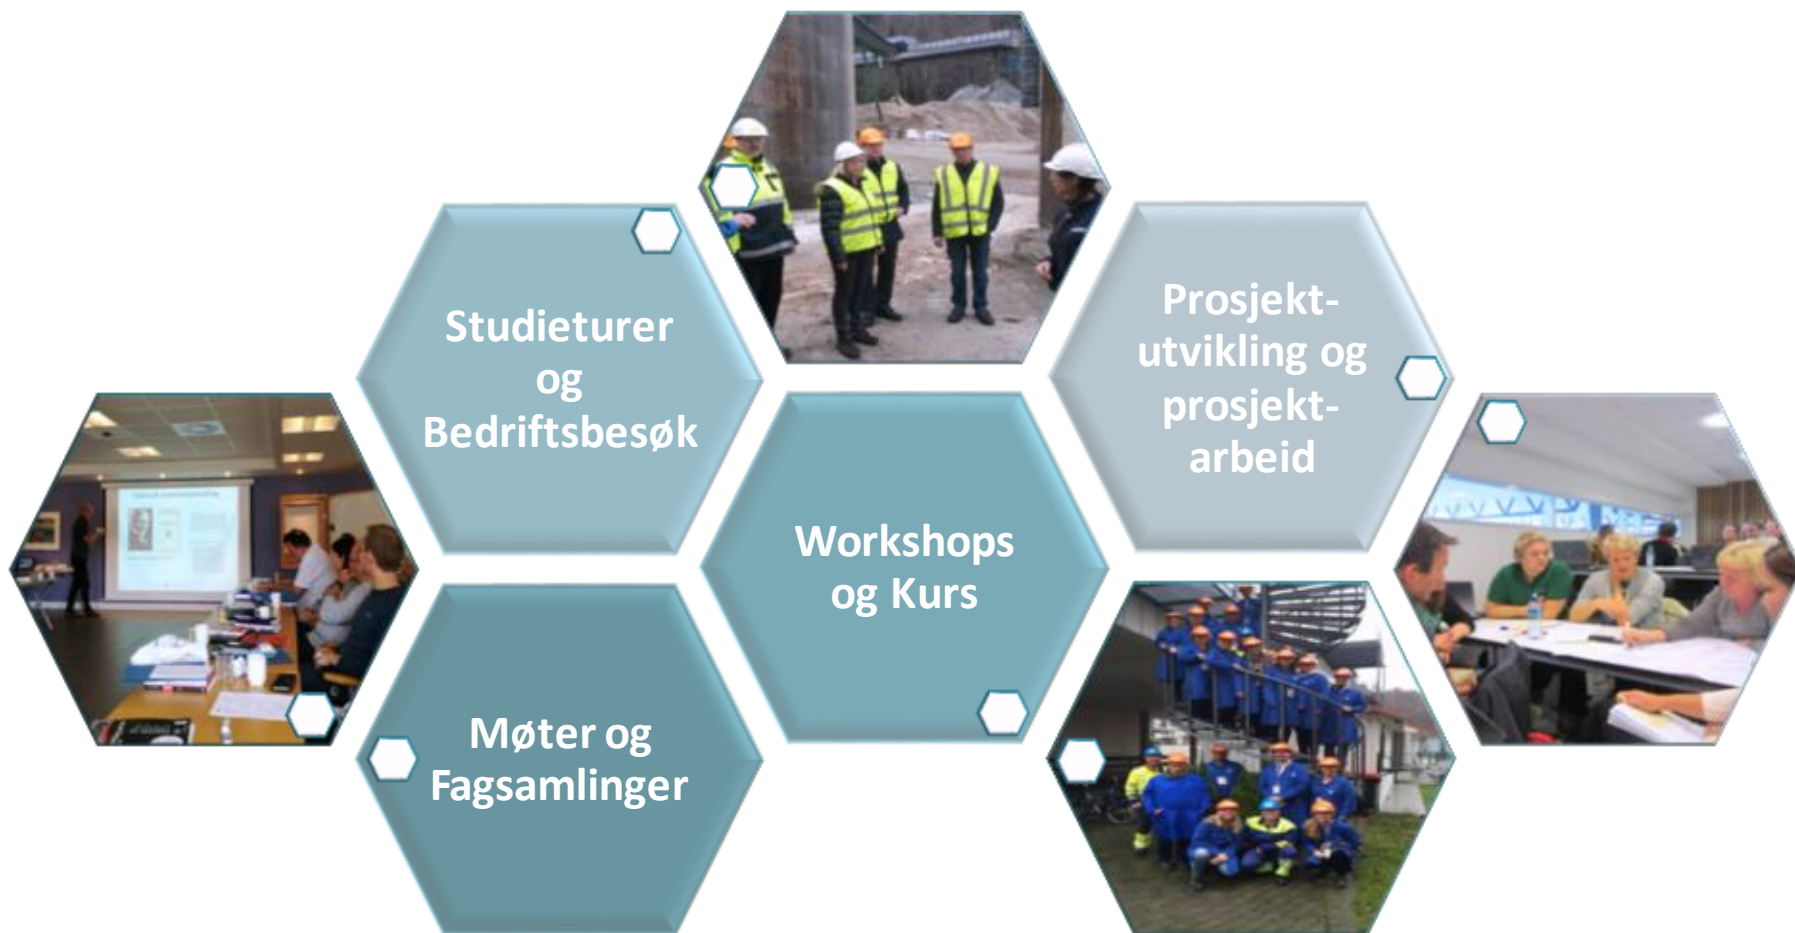 Studieturer
og
Bedriftsbesøk
Prosjekt-
utvikling og
prosjekt-
arbeid
Workshops
og Kurs
Møter og
Fagsamlinger